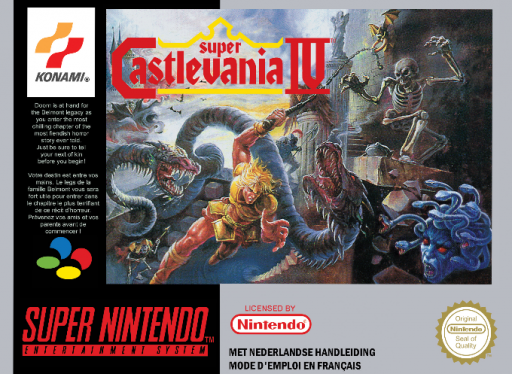 KONAMI®
super
Castlevania IV
Doom is at hand for
the Belmont legacy as
you enter the most
chilling chapter of the
most fiendish horror
story ever told.
Just be sure to tell
your next of kin
before you begin!
Votre destin est entre vos
mains. Le legs de la
famille Belmont vous sera
fort utile pour entrer dans
le chapitre le plus terrifiant
de ce récit d'horreur.
Prévenez vos amis et vos
parents avant de
commencer !
SUPER NINTENDO™
ENTERTAINMENT SYSTEM
LICENSED BY
Nintendo®
MET NEDERLANDSE HANDLEIDING
MODE D'EMPLOI EN FRANÇAIS
Original
Nintendo
Seal of
Quality